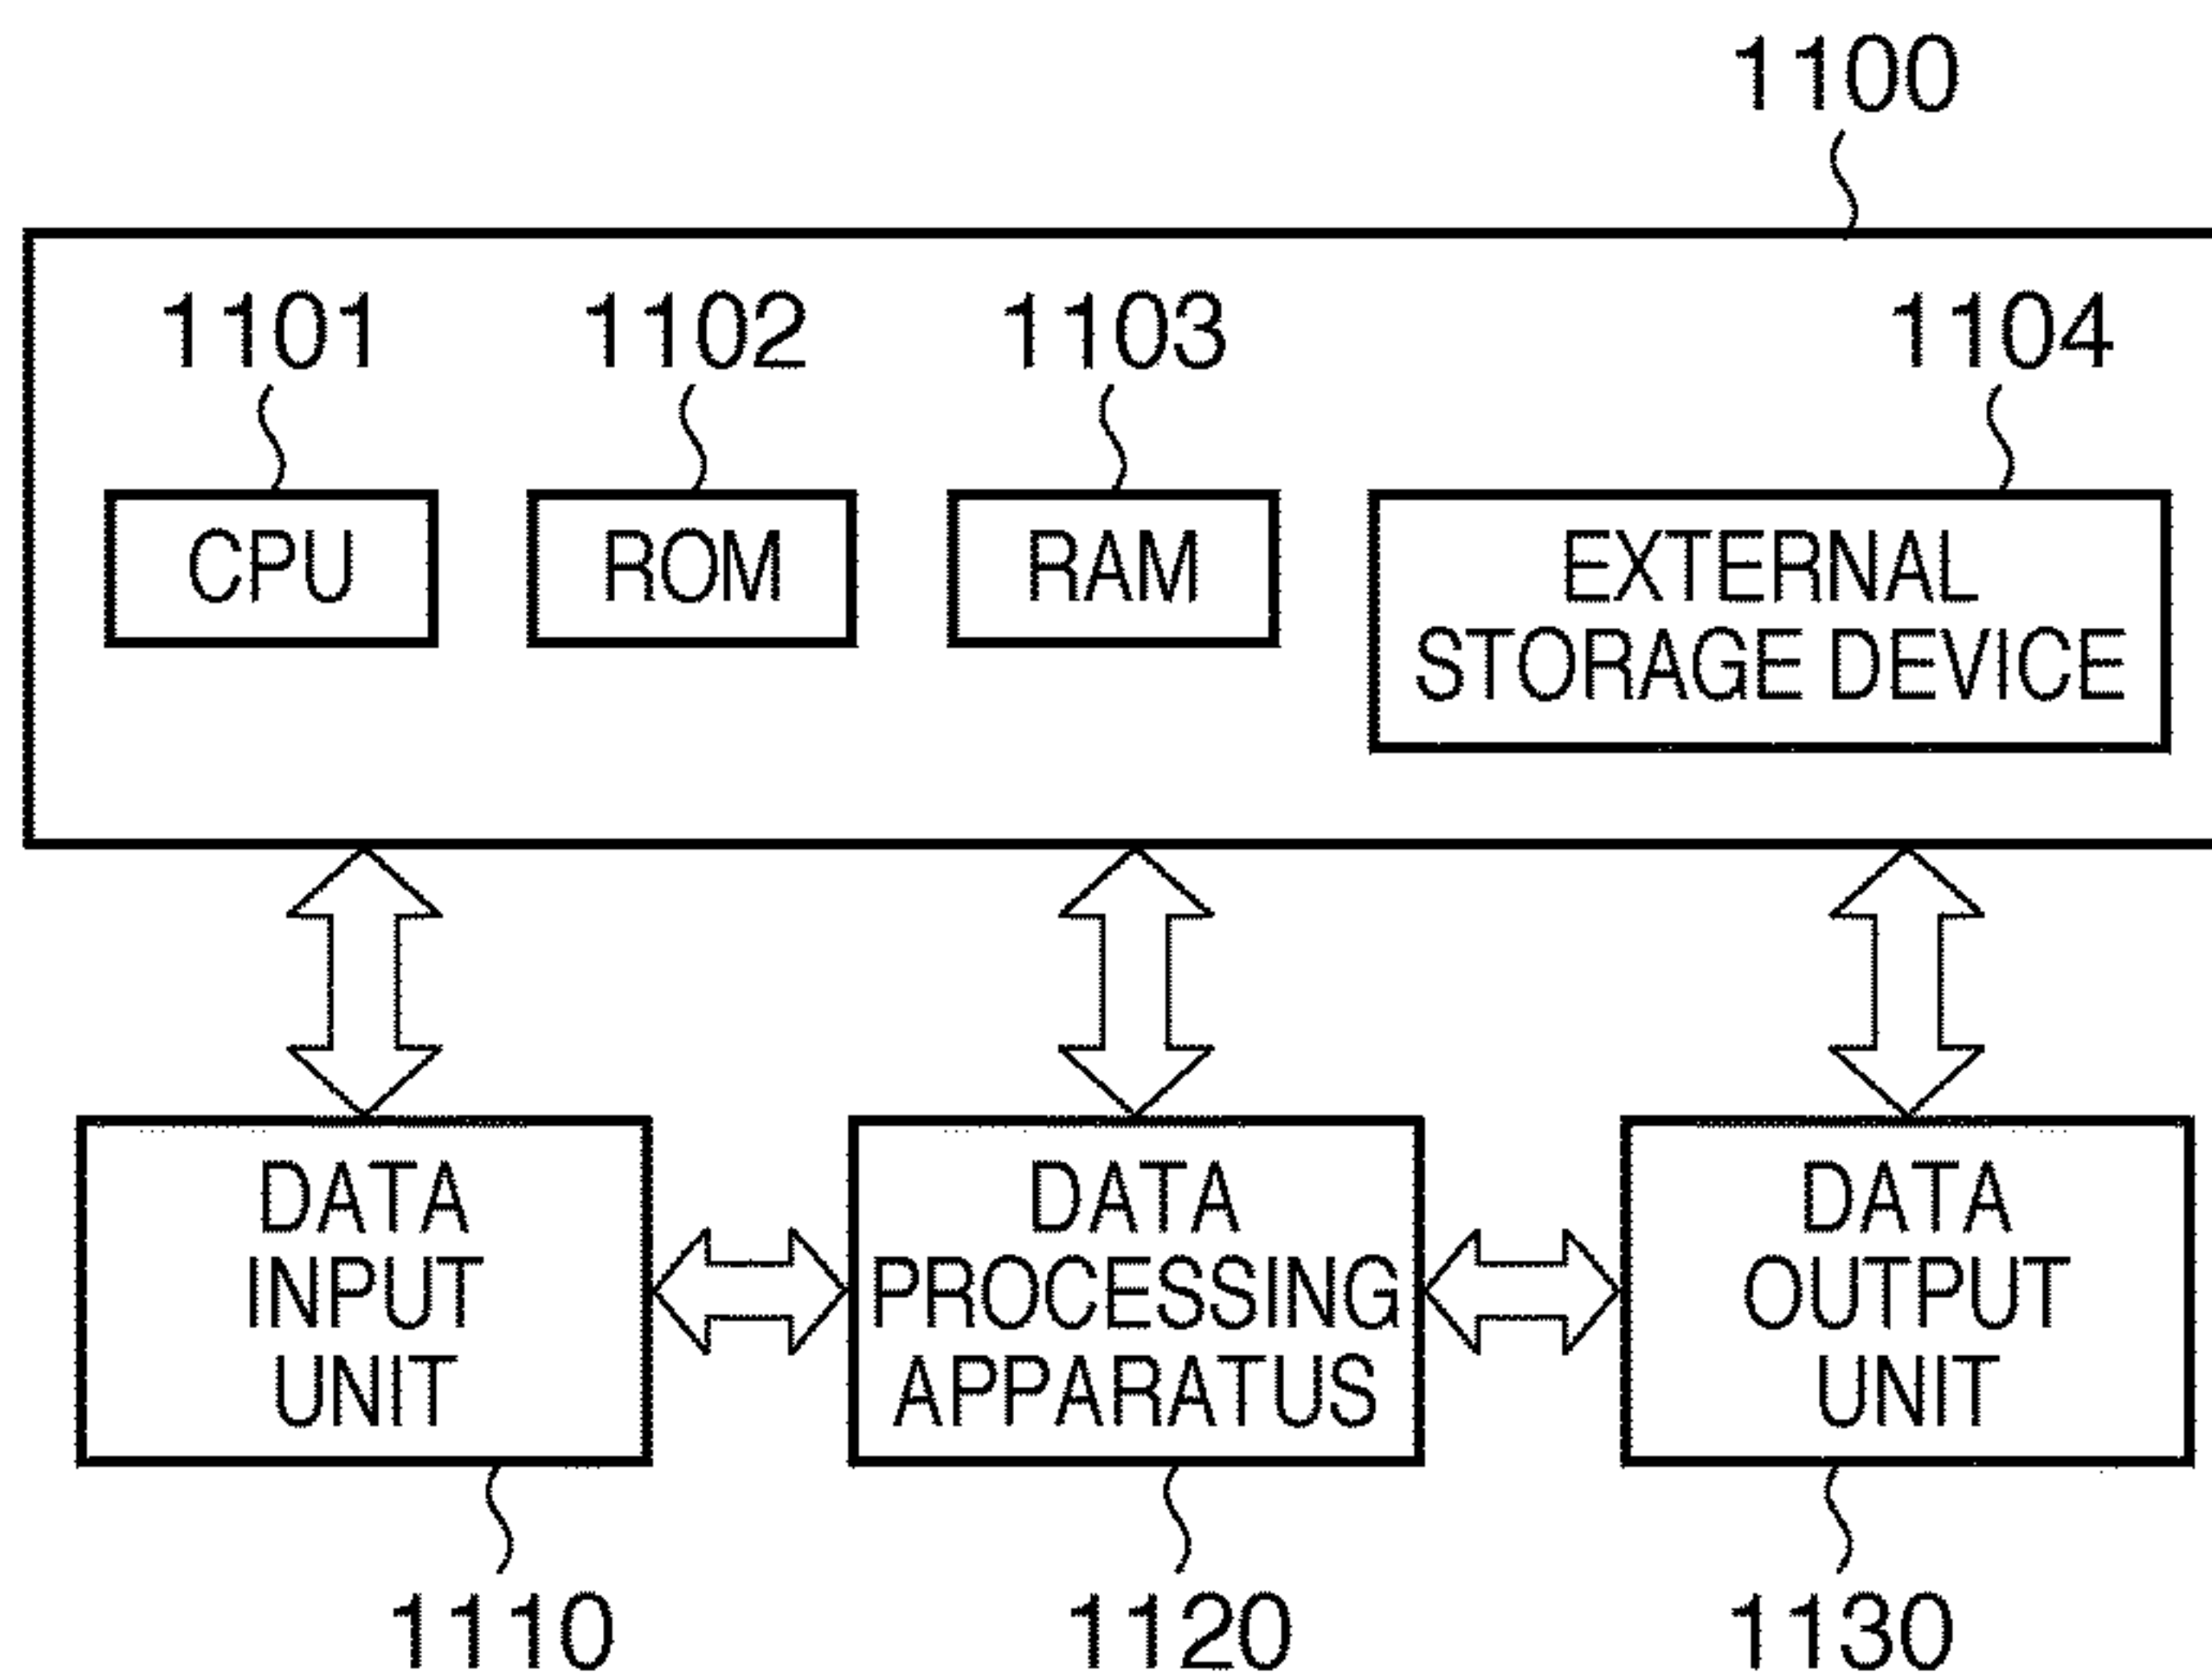 1100
1101 1102 1103 1104
CPU ROM RAM EXTERNAL
STORAGE DEVICE
DATA
INPUT
UNIT
DATA
PROCESSING
APPARATUS
DATA
OUTPUT
UNIT
1110 1120 1130